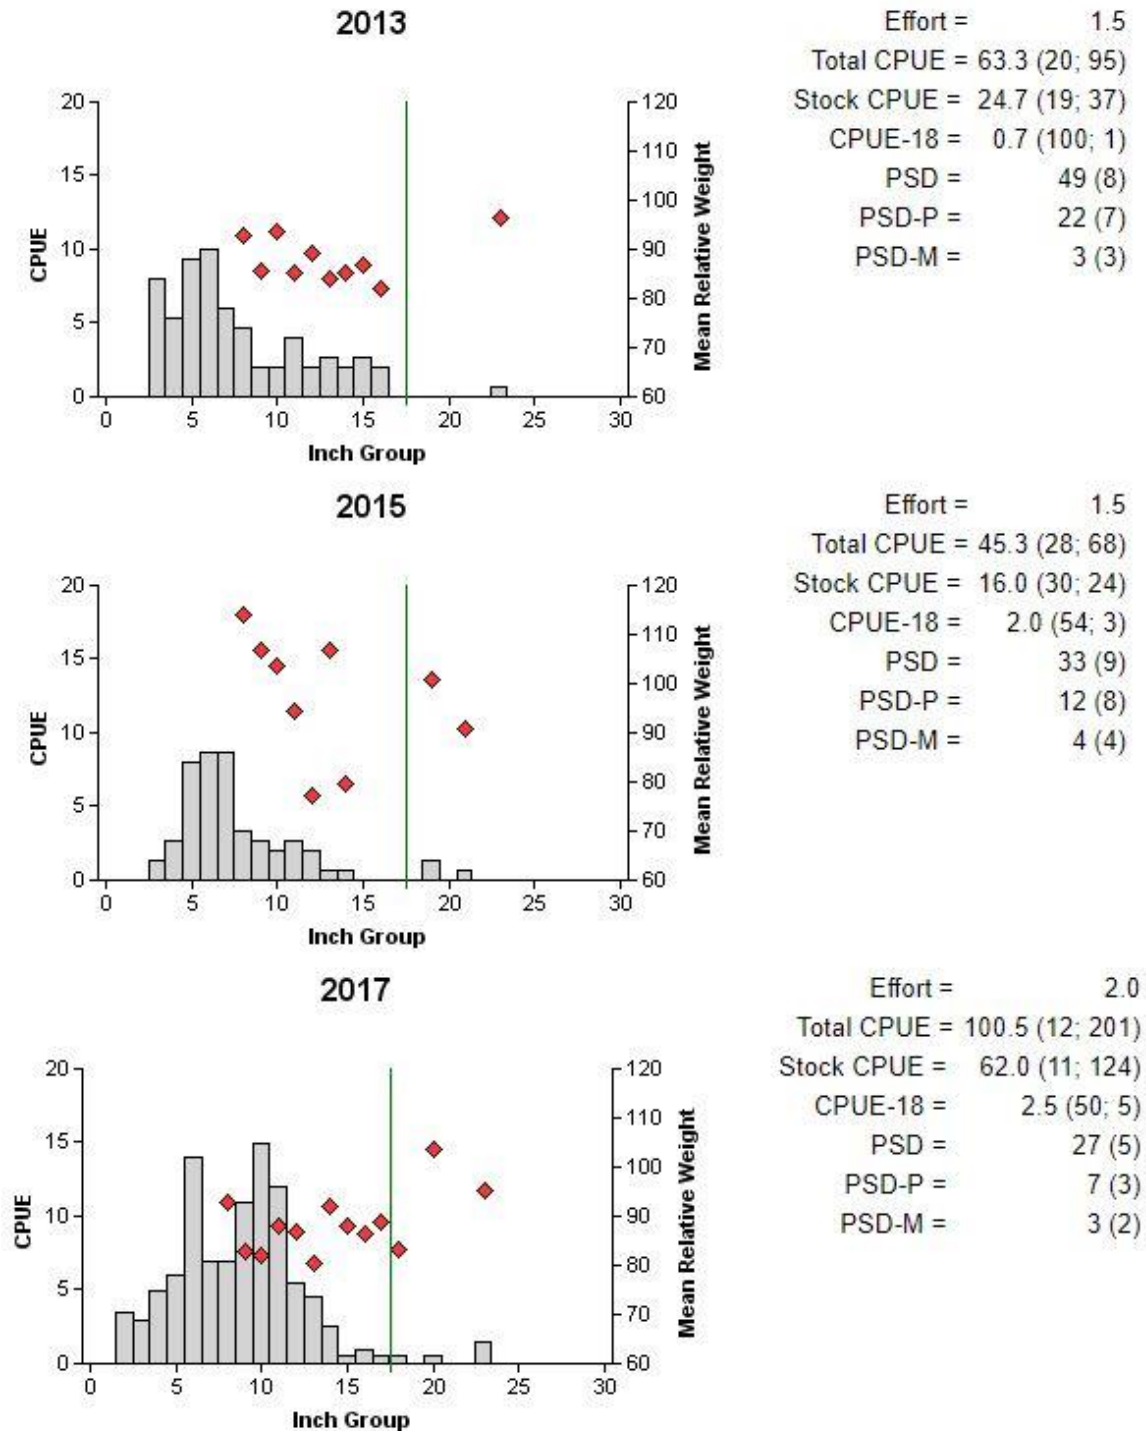 2013
Effort = 1.5
Total CPUE = 63.3 (20; 95)
Stock CPUE = 24.7 (19; 37)
CPUE-18 = 0.7 (100; 1)
PSD = 49 (8)
PSD-P = 22 (7)
PSD-M = 3 (3)
20
15
10
5
0
CPUE
120
110
100
90
80
70
60
Mean Relative Weight
0 5 10 15 20 25 30
Inch Group
2015
Effort = 1.5
Total CPUE = 45.3 (28; 68)
Stock CPUE = 16.0 (30; 24)
CPUE-18 = 2.0 (54; 3)
PSD = 33 (9)
PSD-P = 12 (8)
PSD-M = 4 (4)
20
15
10
5
0
CPUE
120
110
100
90
80
70
60
Mean Relative Weight
0 5 10 15 20 25 30
Inch Group
2017
Effort = 2.0
Total CPUE = 100.5 (12; 201)
Stock CPUE = 62.0 (11; 124)
CPUE-18 = 2.5 (50; 5)
PSD = 27 (5)
PSD-P = 7 (3)
PSD-M = 3 (2)
20
15
10
5
0
CPUE
120
110
100
90
80
70
60
Mean Relative Weight
0 5 10 15 20 25 30
Inch Group